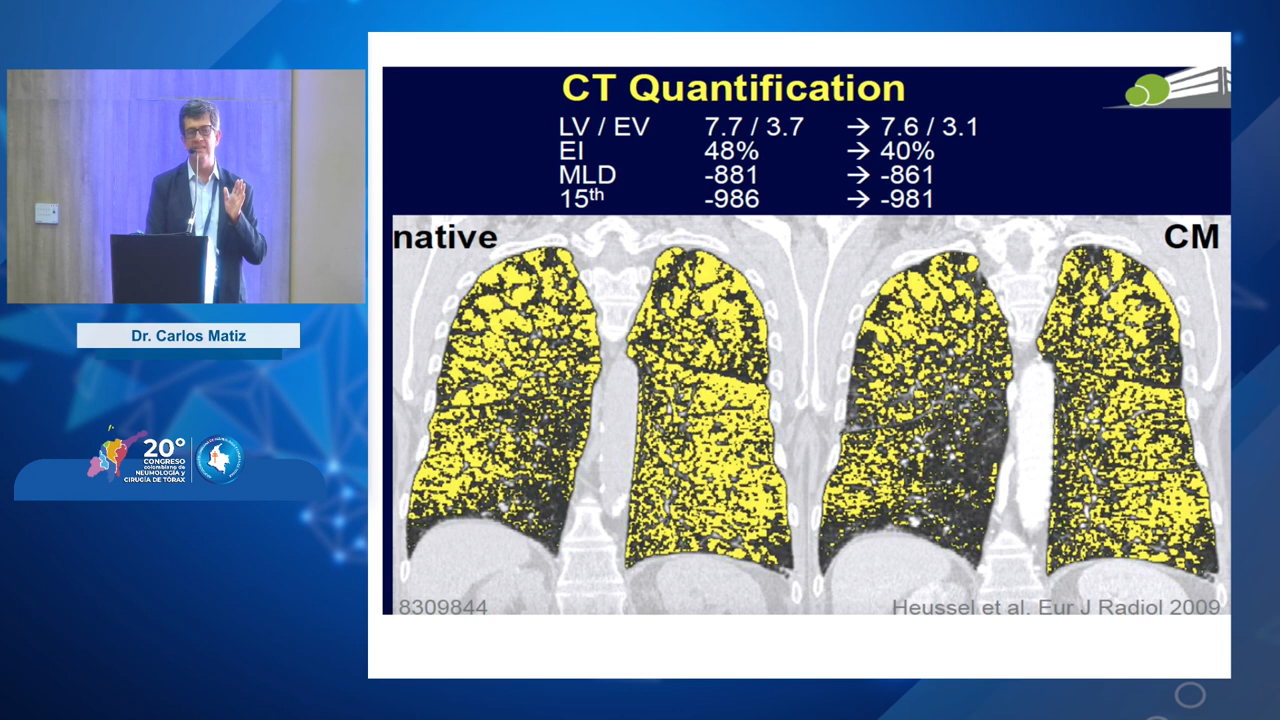 CT Quantification
LV / EV 7.7 / 3.7 → 7.6 / 3.1
EI 48% → 40%
MLD -881 → -861
15th -986 → -981
native
CM
8309844
Heussel et al. Eur J Radiol 2009
Dr. Carlos Matiz
20°
CONGRESO
colombiano de
NEUMOLOGÍA y
CIRUGÍA DE TÓRAX